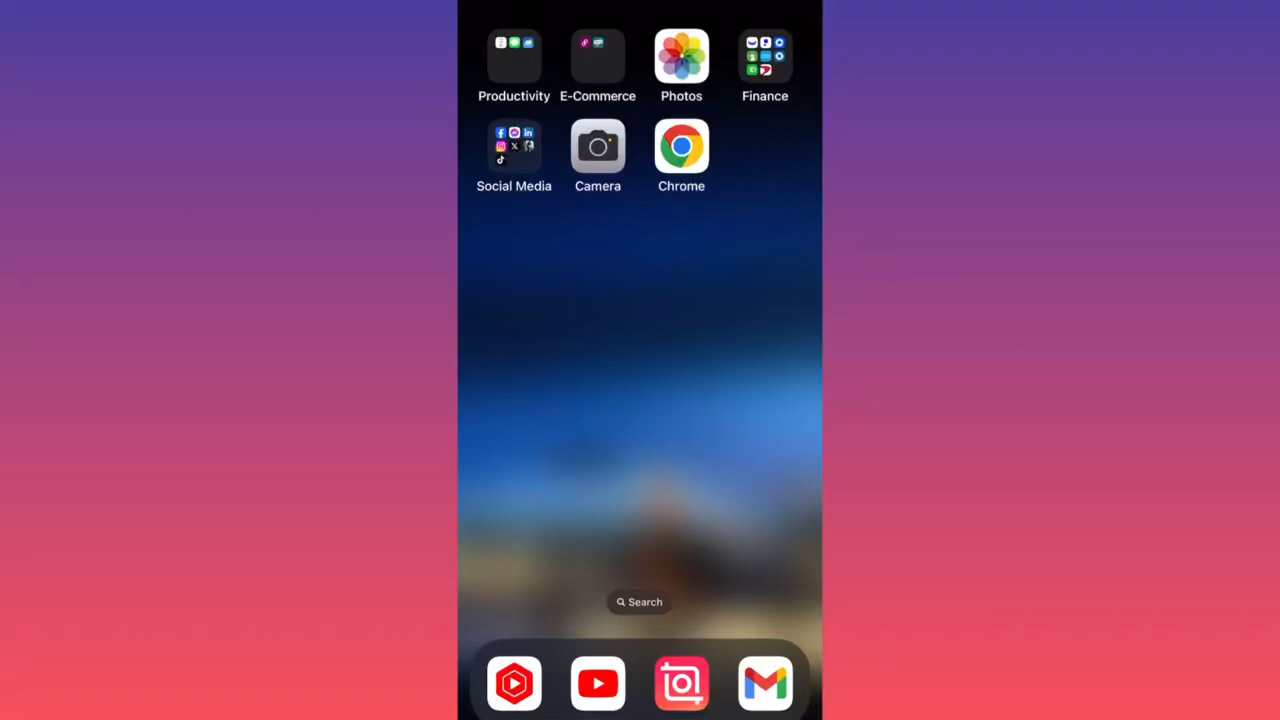 Productivity
E-Commerce
Photos
Finance
Social Media
Camera
Chrome
Search